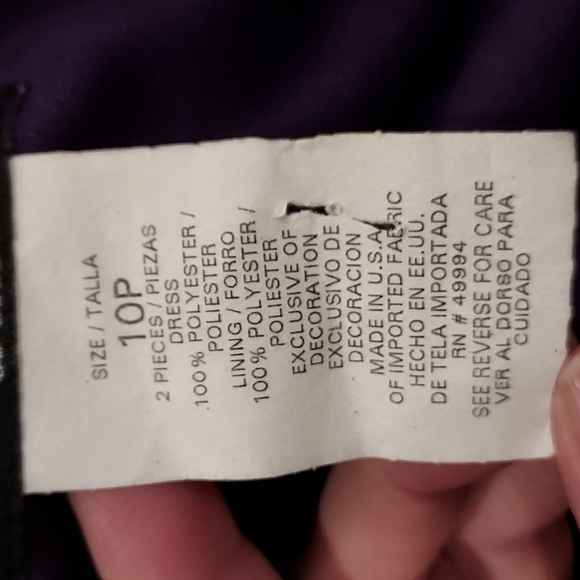 SIZE / TALLA
10P
2 PIECES / PIEZAS
DRESS
100% POLYESTER /
POLIESTER
LINING / FORRO
100% POLYESTER /
POLIESTER
EXCLUSIVE OF
DECORATION
EXCLUSIVO DE
DECORACION
MADE IN U.S.A
OF IMPORTED FABRIC
HECHO EN EE.UU.
DE TELA IMPORTADA
RN # 49994
SEE REVERSE FOR CARE
VER AL DORSO PARA
CUIDADO